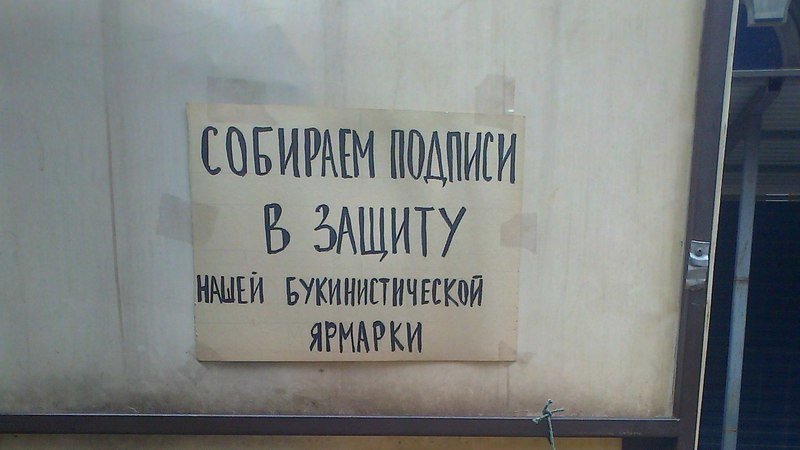 СОБИРАЕМ ПОДПИСИ
В ЗАЩИТУ
НАШЕЙ БУКИНИСТИЧЕСКОЙ
ЯРМАРКИ